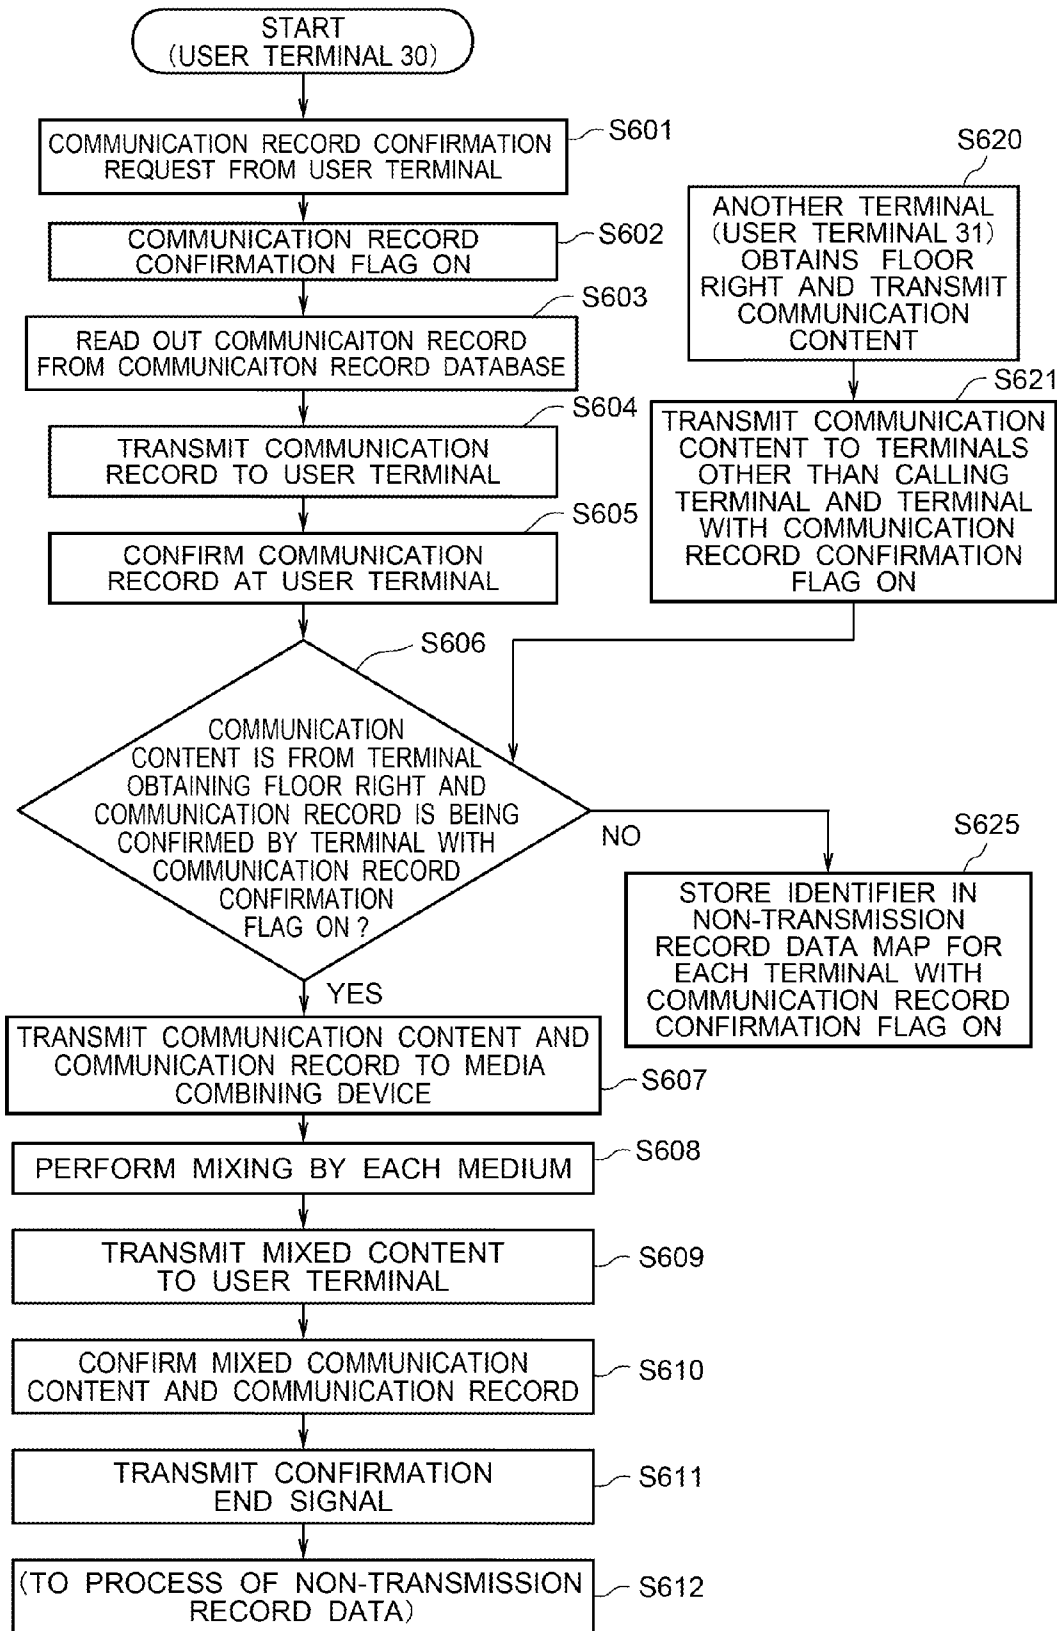 START
(USER TERMINAL 30)
COMMUNICATION RECORD CONFIRMATION
REQUEST FROM USER TERMINAL
S601
COMMUNICATION RECORD
CONFIRMATION FLAG ON
S602
READ OUT COMMUNICAITON RECORD
FROM COMMUNICAITON RECORD DATABASE
S603
TRANSMIT COMMUNICATION
RECORD TO USER TERMINAL
S604
CONFIRM COMMUNICATION
RECORD AT USER TERMINAL
S605
S620
ANOTHER TERMINAL
(USER TERMINAL 31)
OBTAINS FLOOR
RIGHT AND TRANSMIT
COMMUNICATION
CONTENT
S621
TRANSMIT COMMUNICATION
CONTENT TO TERMINALS
OTHER THAN CALLING
TERMINAL AND TERMINAL
WITH COMMUNICATION
RECORD CONFIRMATION
FLAG ON
S606
COMMUNICATION
CONTENT IS FROM TERMINAL
OBTAINING FLOOR RIGHT AND
COMMUNICATION RECORD IS BEING
CONFIRMED BY TERMINAL WITH
COMMUNICATION RECORD
CONFIRMATION
FLAG ON ?
NO
S625
STORE IDENTIFIER IN
NON-TRANSMISSION
RECORD DATA MAP FOR
EACH TERMINAL WITH
COMMUNICATION RECORD
CONFIRMATION FLAG ON
YES
TRANSMIT COMMUNICATION CONTENT AND
COMMUNICATION RECORD TO MEDIA
COMBINING DEVICE
S607
PERFORM MIXING BY EACH MEDIUM
S608
TRANSMIT MIXED CONTENT
TO USER TERMINAL
S609
CONFIRM MIXED COMMUNICATION
CONTENT AND COMMUNICATION RECORD
S610
TRANSMIT CONFIRMATION
END SIGNAL
S611
(TO PROCESS OF NON-TRANSMISSION
RECORD DATA)
S612